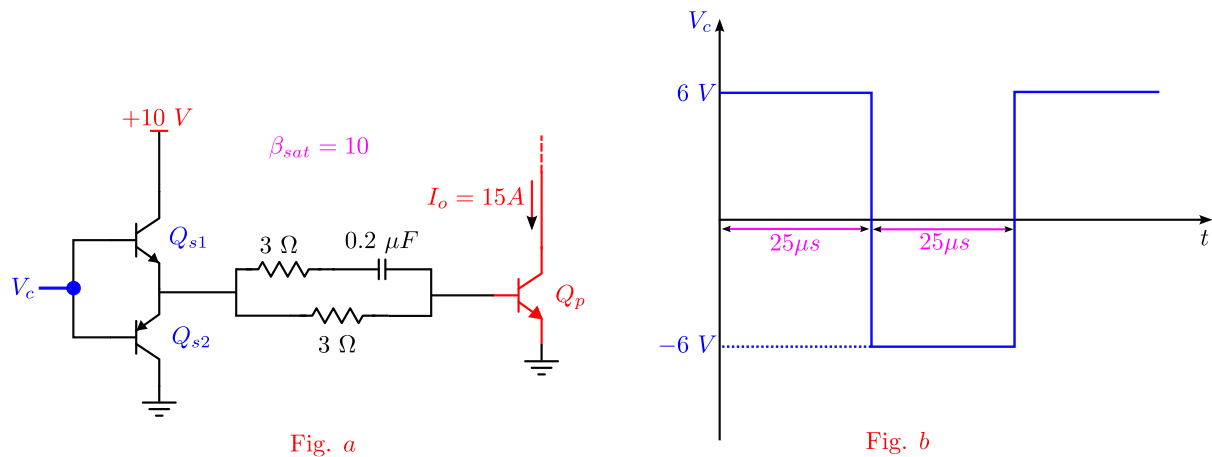 +10 V
β_sat = 10
I_o = 15A
Q_s1
3 Ω
0.2 μF
V_c
Q_p
Q_s2
3 Ω
Fig. a
V_c
6 V
25μs
25μs
t
−6 V
Fig. b